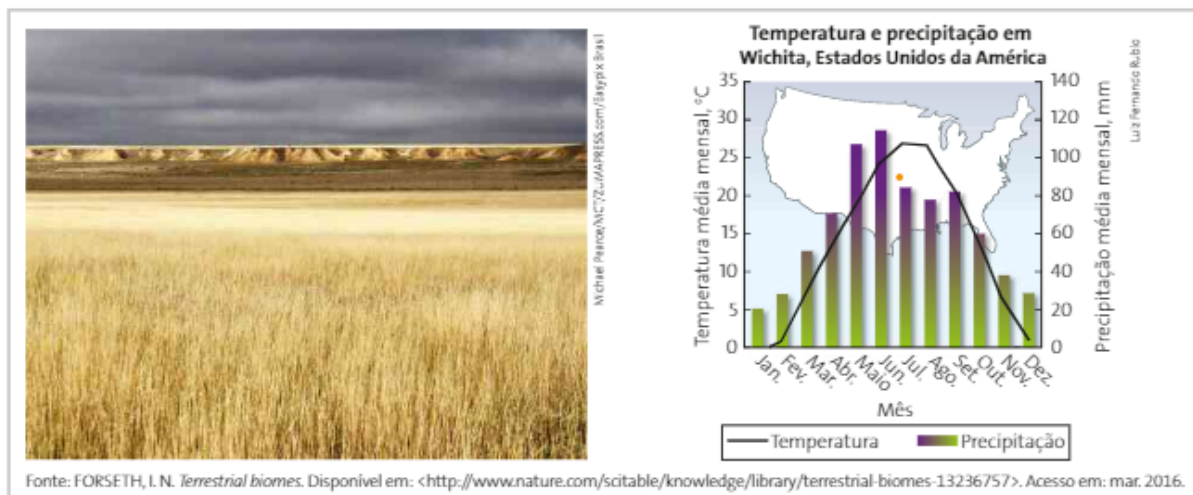 Michael Pearce/MCT/ZUMAPRESS.com/Easypix Brasil
Temperatura e precipitação em
Wichita, Estados Unidos da América
Luiz Fernando Rubio
Temperatura média mensal, °C
35
30
25
20
15
10
5
0
Precipitação média mensal, mm
140
120
100
80
60
40
20
0
Jan.
Fev.
Mar.
Abr.
Maio
Jun.
Jul.
Ago.
Set.
Out.
Nov.
Dez.
Mês
Temperatura Precipitação
Fonte: FORSETH, I. N. Terrestrial biomes. Disponível em: <http://www.nature.com/scitable/knowledge/library/terrestrial-biomes-13236757>. Acesso em: mar. 2016.